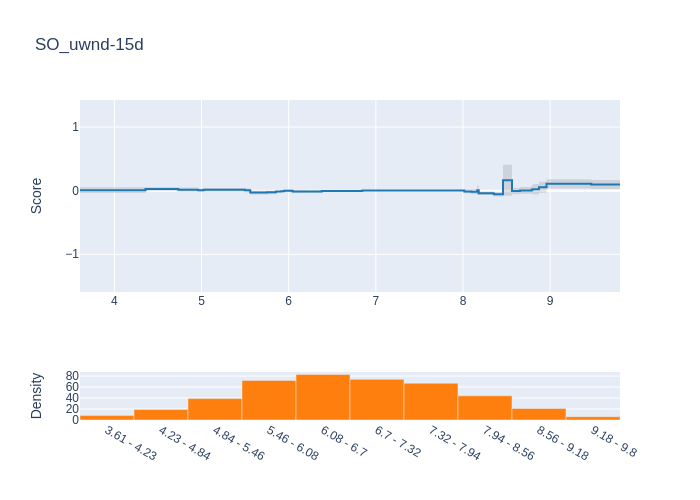 SO_uwnd-15d
Score
1
0
−1
4 5 6 7 8 9
Density
80
60
40
20
0
3.61 - 4.23
4.23 - 4.84
4.84 - 5.46
5.46 - 6.08
6.08 - 6.7
6.7 - 7.32
7.32 - 7.94
7.94 - 8.56
8.56 - 9.18
9.18 - 9.8